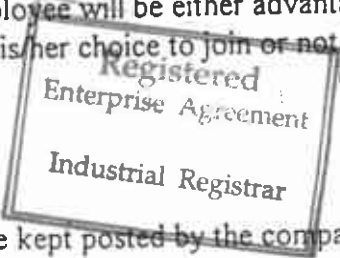 ployee will be either advanta
is/her choice to join or not
Registered
Enterprise Agreement
Industrial Registrar
e kept posted by the compa